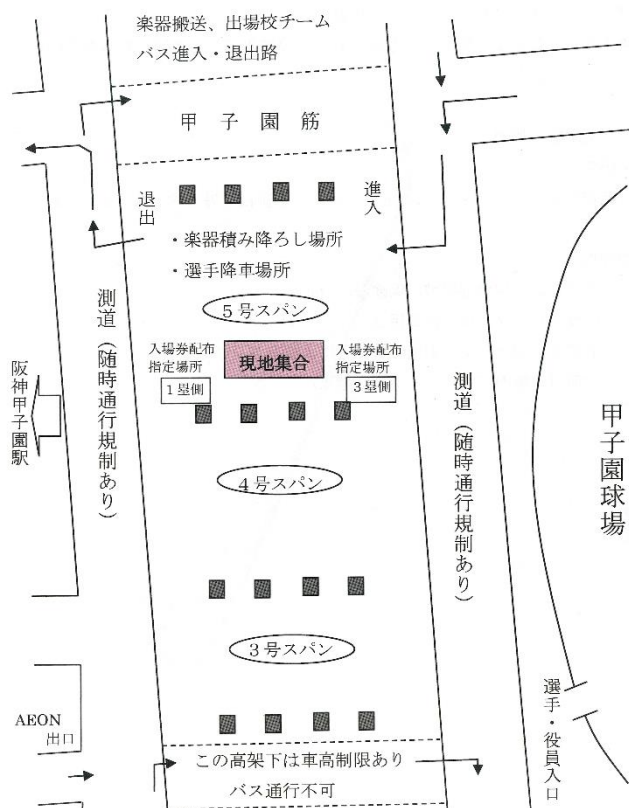 楽器搬送、出場校チーム
バス進入・退出路
甲子園筋
退出
進入
・楽器積み降ろし場所
・選手降車場所
5号スパン
入場券配布
指定場所
1塁側
現地集合
入場券配布
指定場所
3塁側
測道(随時通行規制あり)
阪神甲子園駅
測道(随時通行規制あり)
甲子園球場
4号スパン
3号スパン
AEON
出口
選手・役員入口
この高架下は車高制限あり
バス通行不可